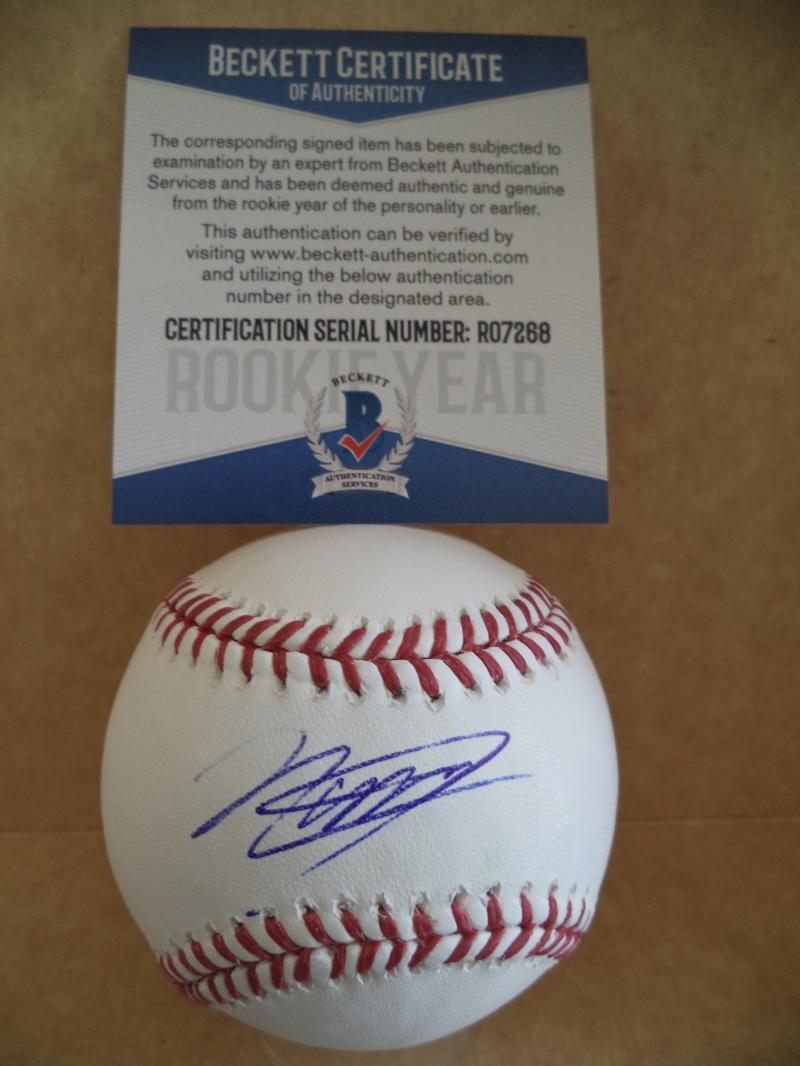 BECKETT CERTIFICATE
OF AUTHENTICITY
The corresponding signed item has been subjected to
examination by an expert from Beckett Authentication
Services and has been deemed authentic and genuine
from the rookie year of the personality or earlier.
This authentication can be verified by
visiting www.beckett-authentication.com
and utilizing the below authentication
number in the designated area.
CERTIFICATION SERIAL NUMBER: R07268
ROOKIE YEAR
BECKETT
B
AUTHENTICATION
SERVICES